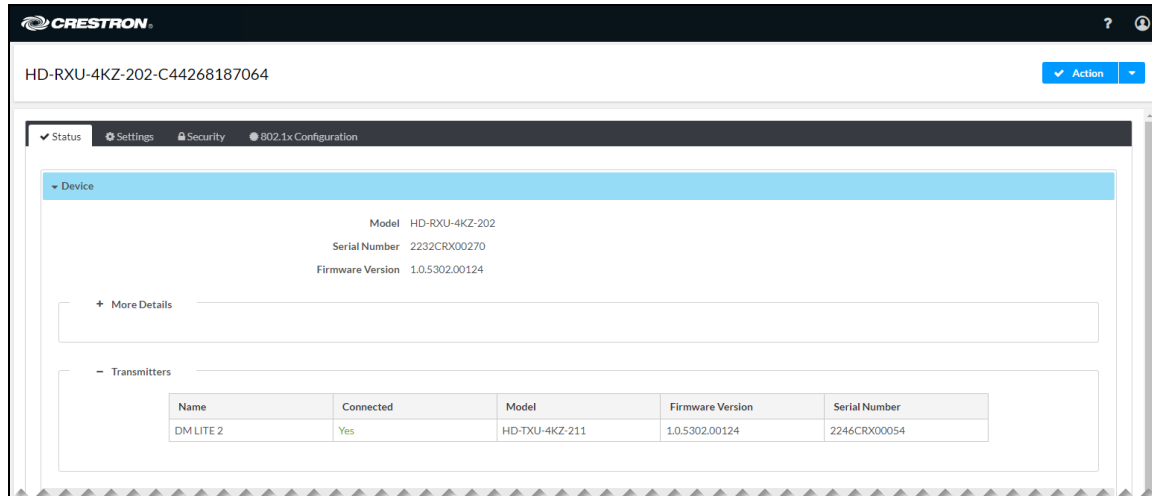 CRESTRON.
?
HD-RXU-4KZ-202-C44268187064
Action
Status Settings Security 802.1x Configuration
Device
Model HD-RXU-4KZ-202
Serial Number 2232CRX00270
Firmware Version 1.0.5302.00124
+ More Details
− Transmitters
Name Connected Model Firmware Version Serial Number
DM LITE 2 Yes HD-TXU-4KZ-211 1.0.5302.00124 2246CRX00054